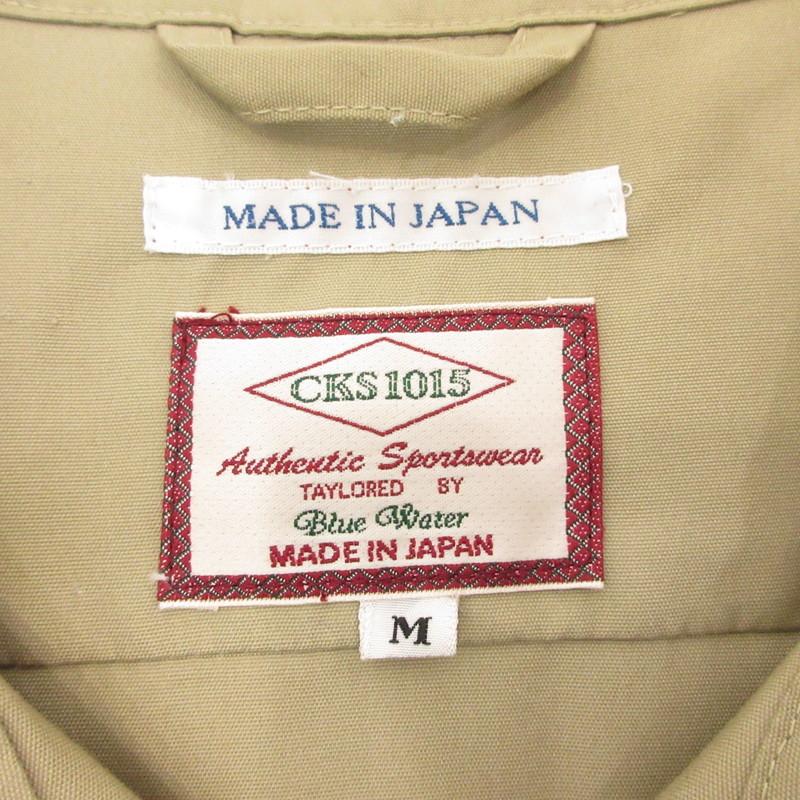 MADE IN JAPAN
CKS 1015
Authentic Sportswear
TAYLORED BY
Blue Water
MADE IN JAPAN
M